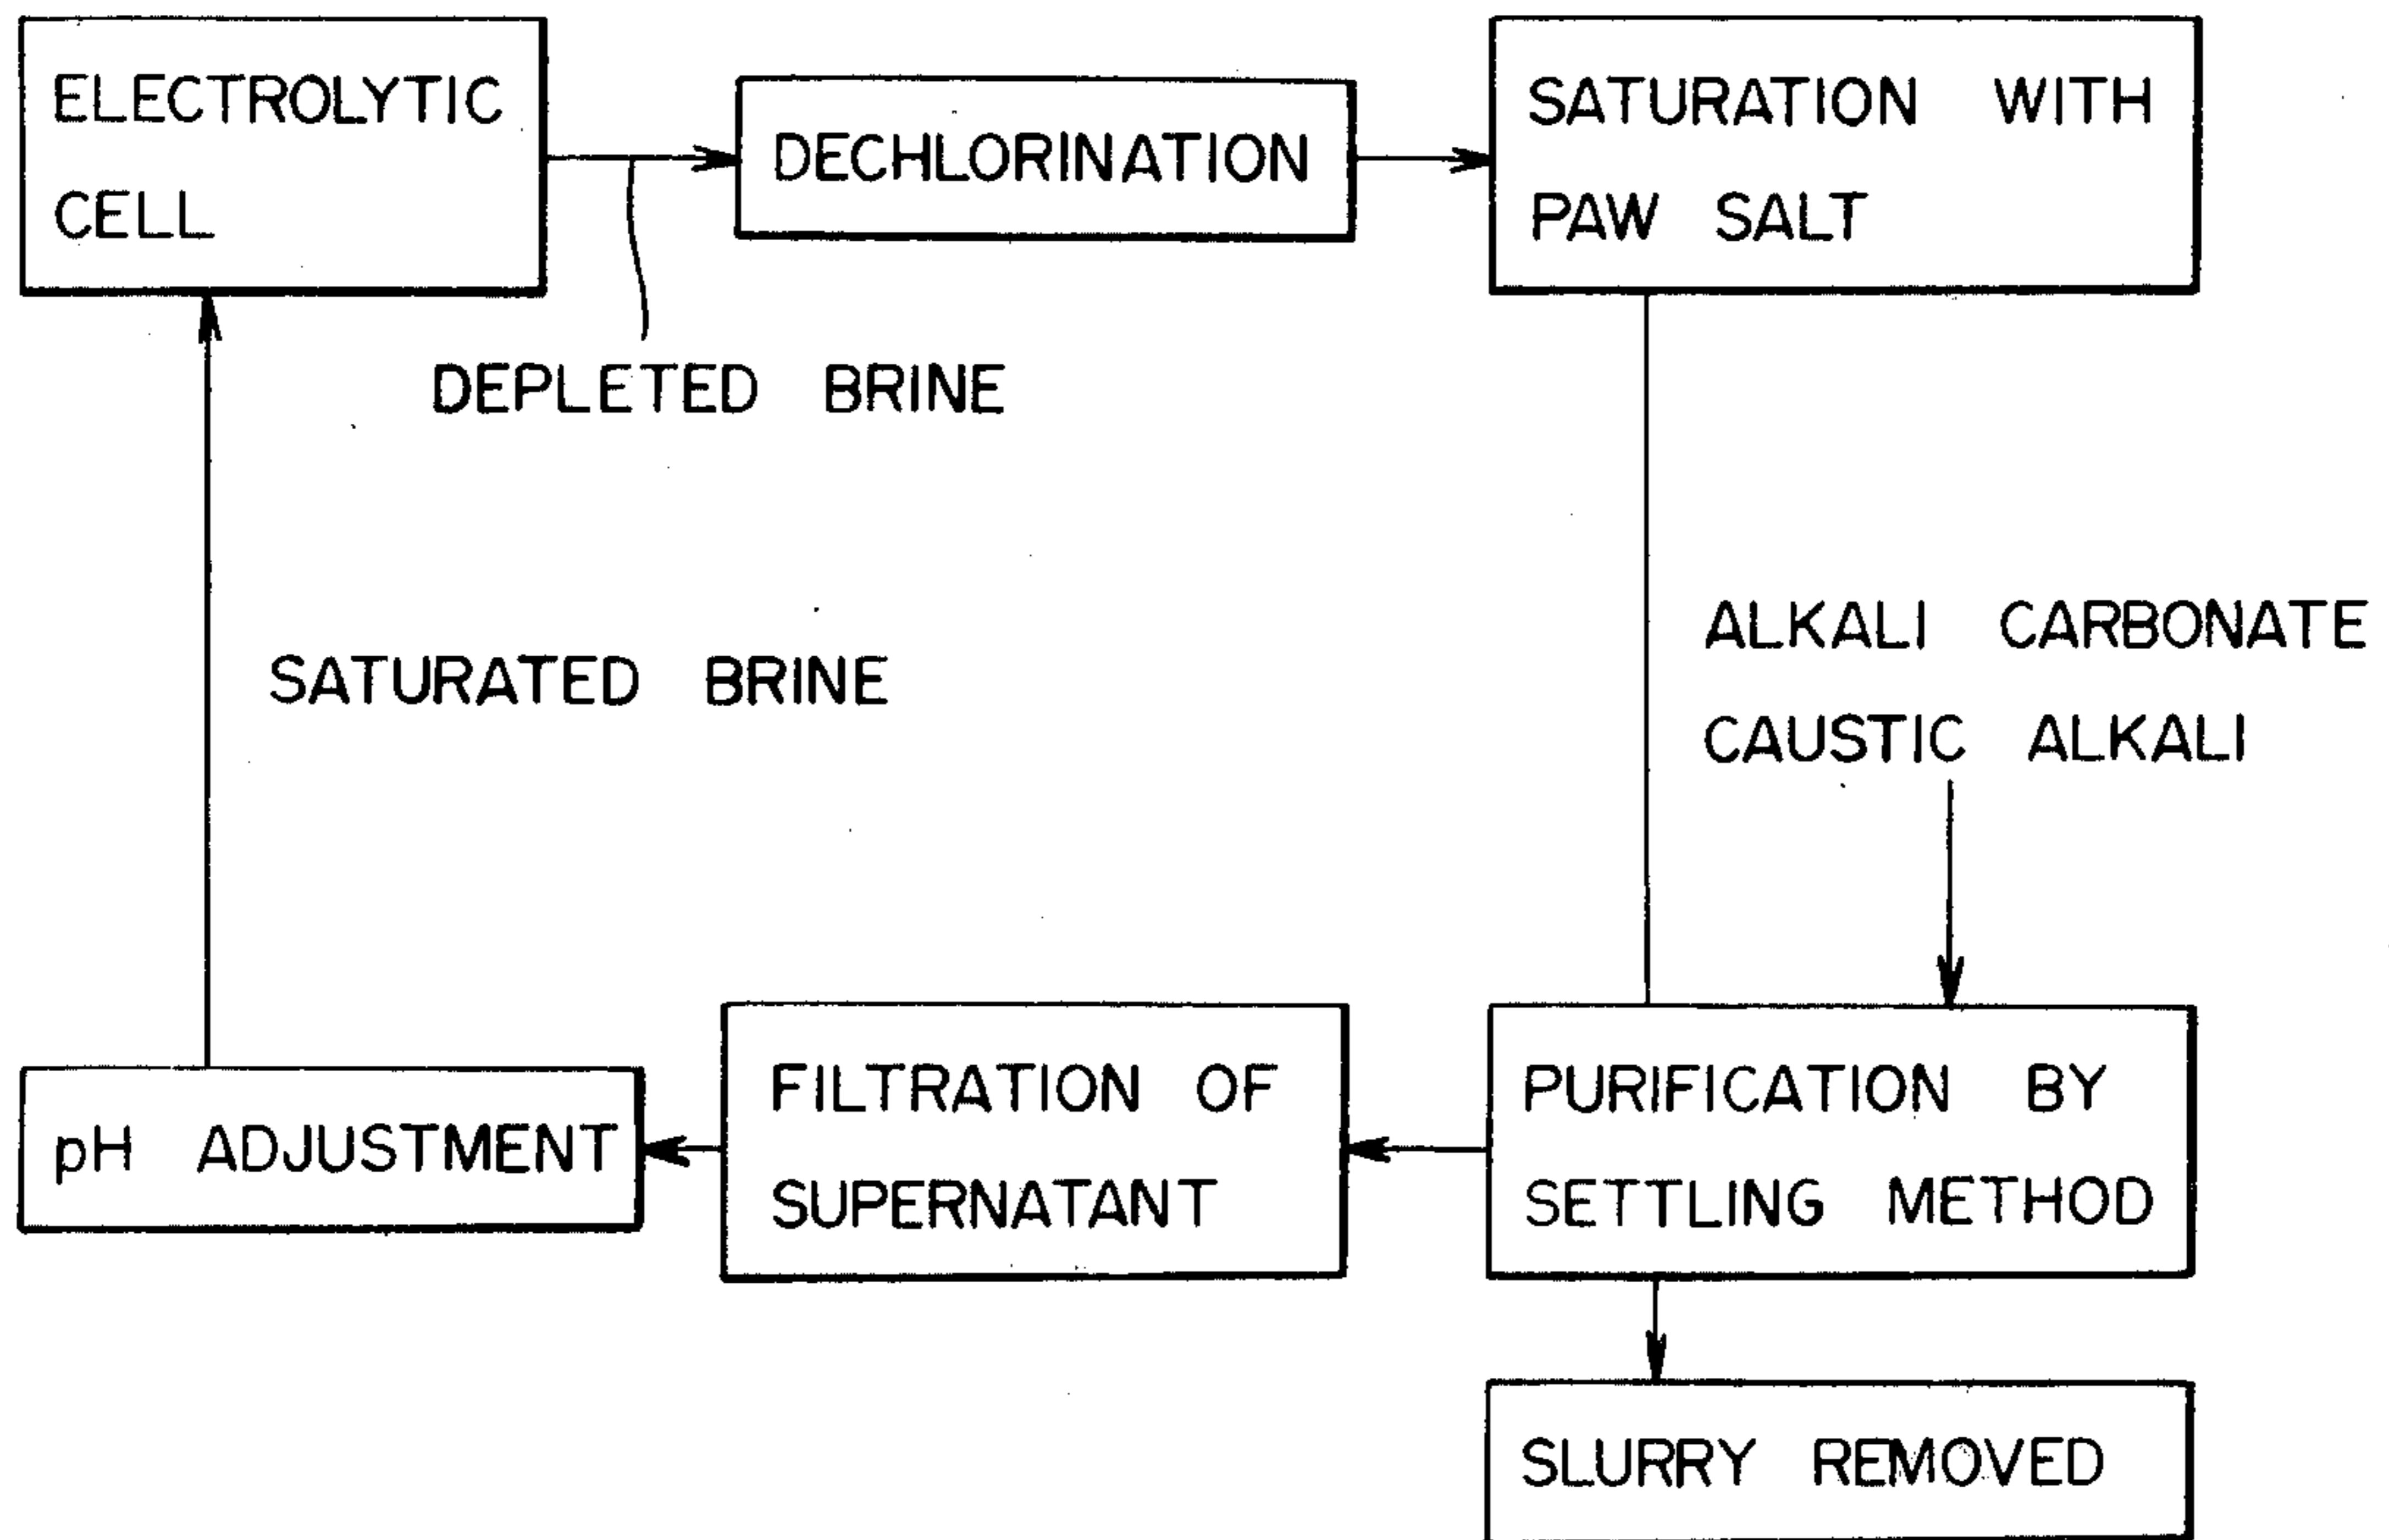 ELECTROLYTIC
CELL
DECHLORINATION
SATURATION WITH
PAW SALT
DEPLETED BRINE
SATURATED BRINE
ALKALI CARBONATE
CAUSTIC ALKALI
pH ADJUSTMENT
FILTRATION OF
SUPERNATANT
PURIFICATION BY
SETTLING METHOD
SLURRY REMOVED